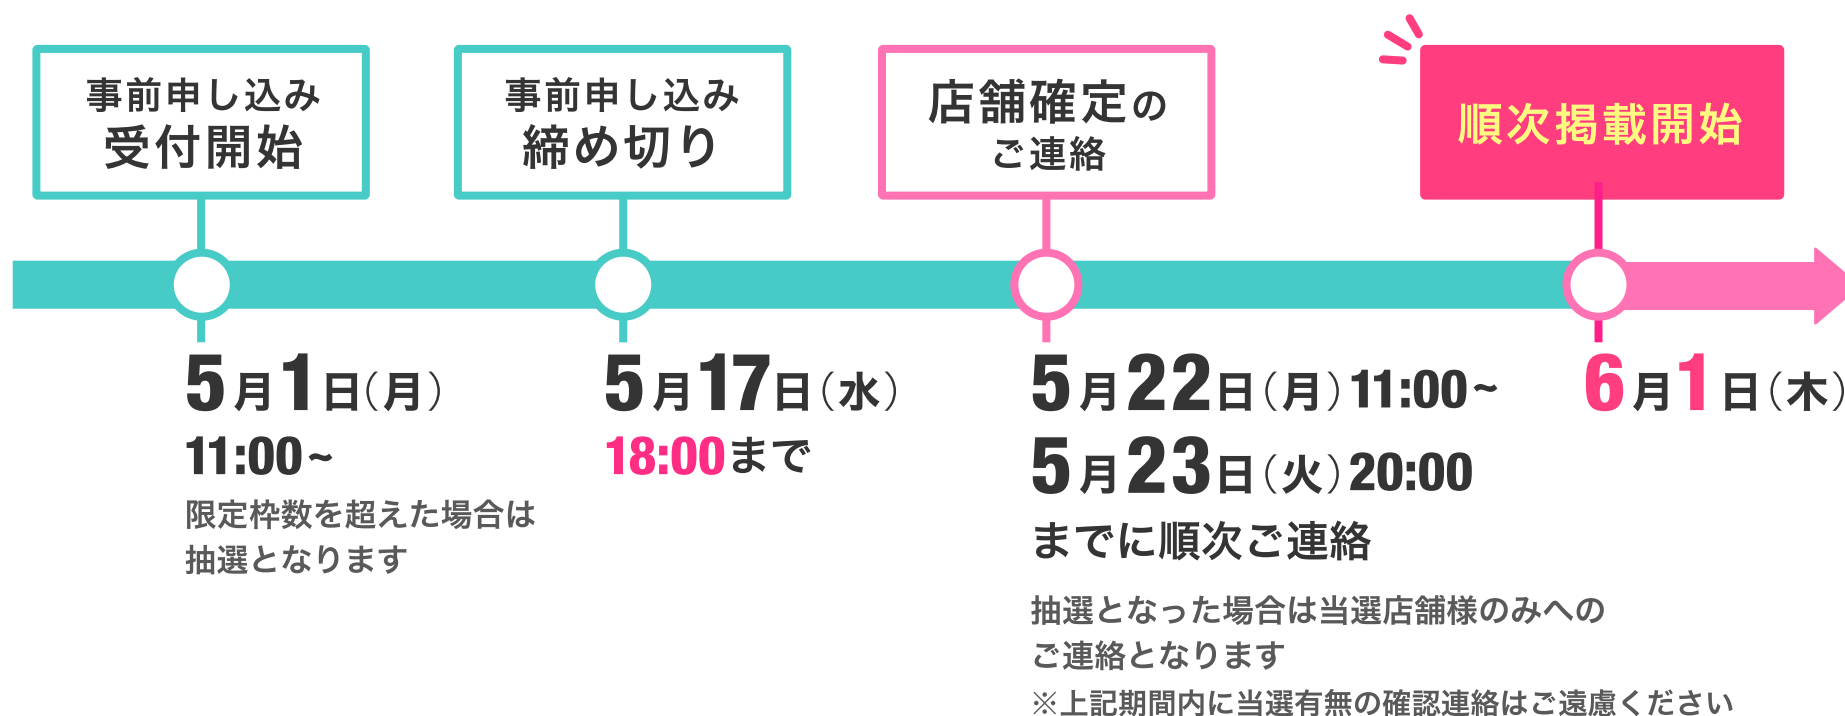 事前申し込み
受付開始
事前申し込み
締め切り
店舗確定の
ご連絡
順次掲載開始
5月1日(月)
11:00~
限定枠数を超えた場合は
抽選となります
5月17日(水)
18:00まで
5月22日(月)11:00~
5月23日(火)20:00
までに順次ご連絡
抽選となった場合は当選店舗様のみへの
ご連絡となります
※上記期間内に当選有無の確認連絡はご遠慮ください
6月1日(木)